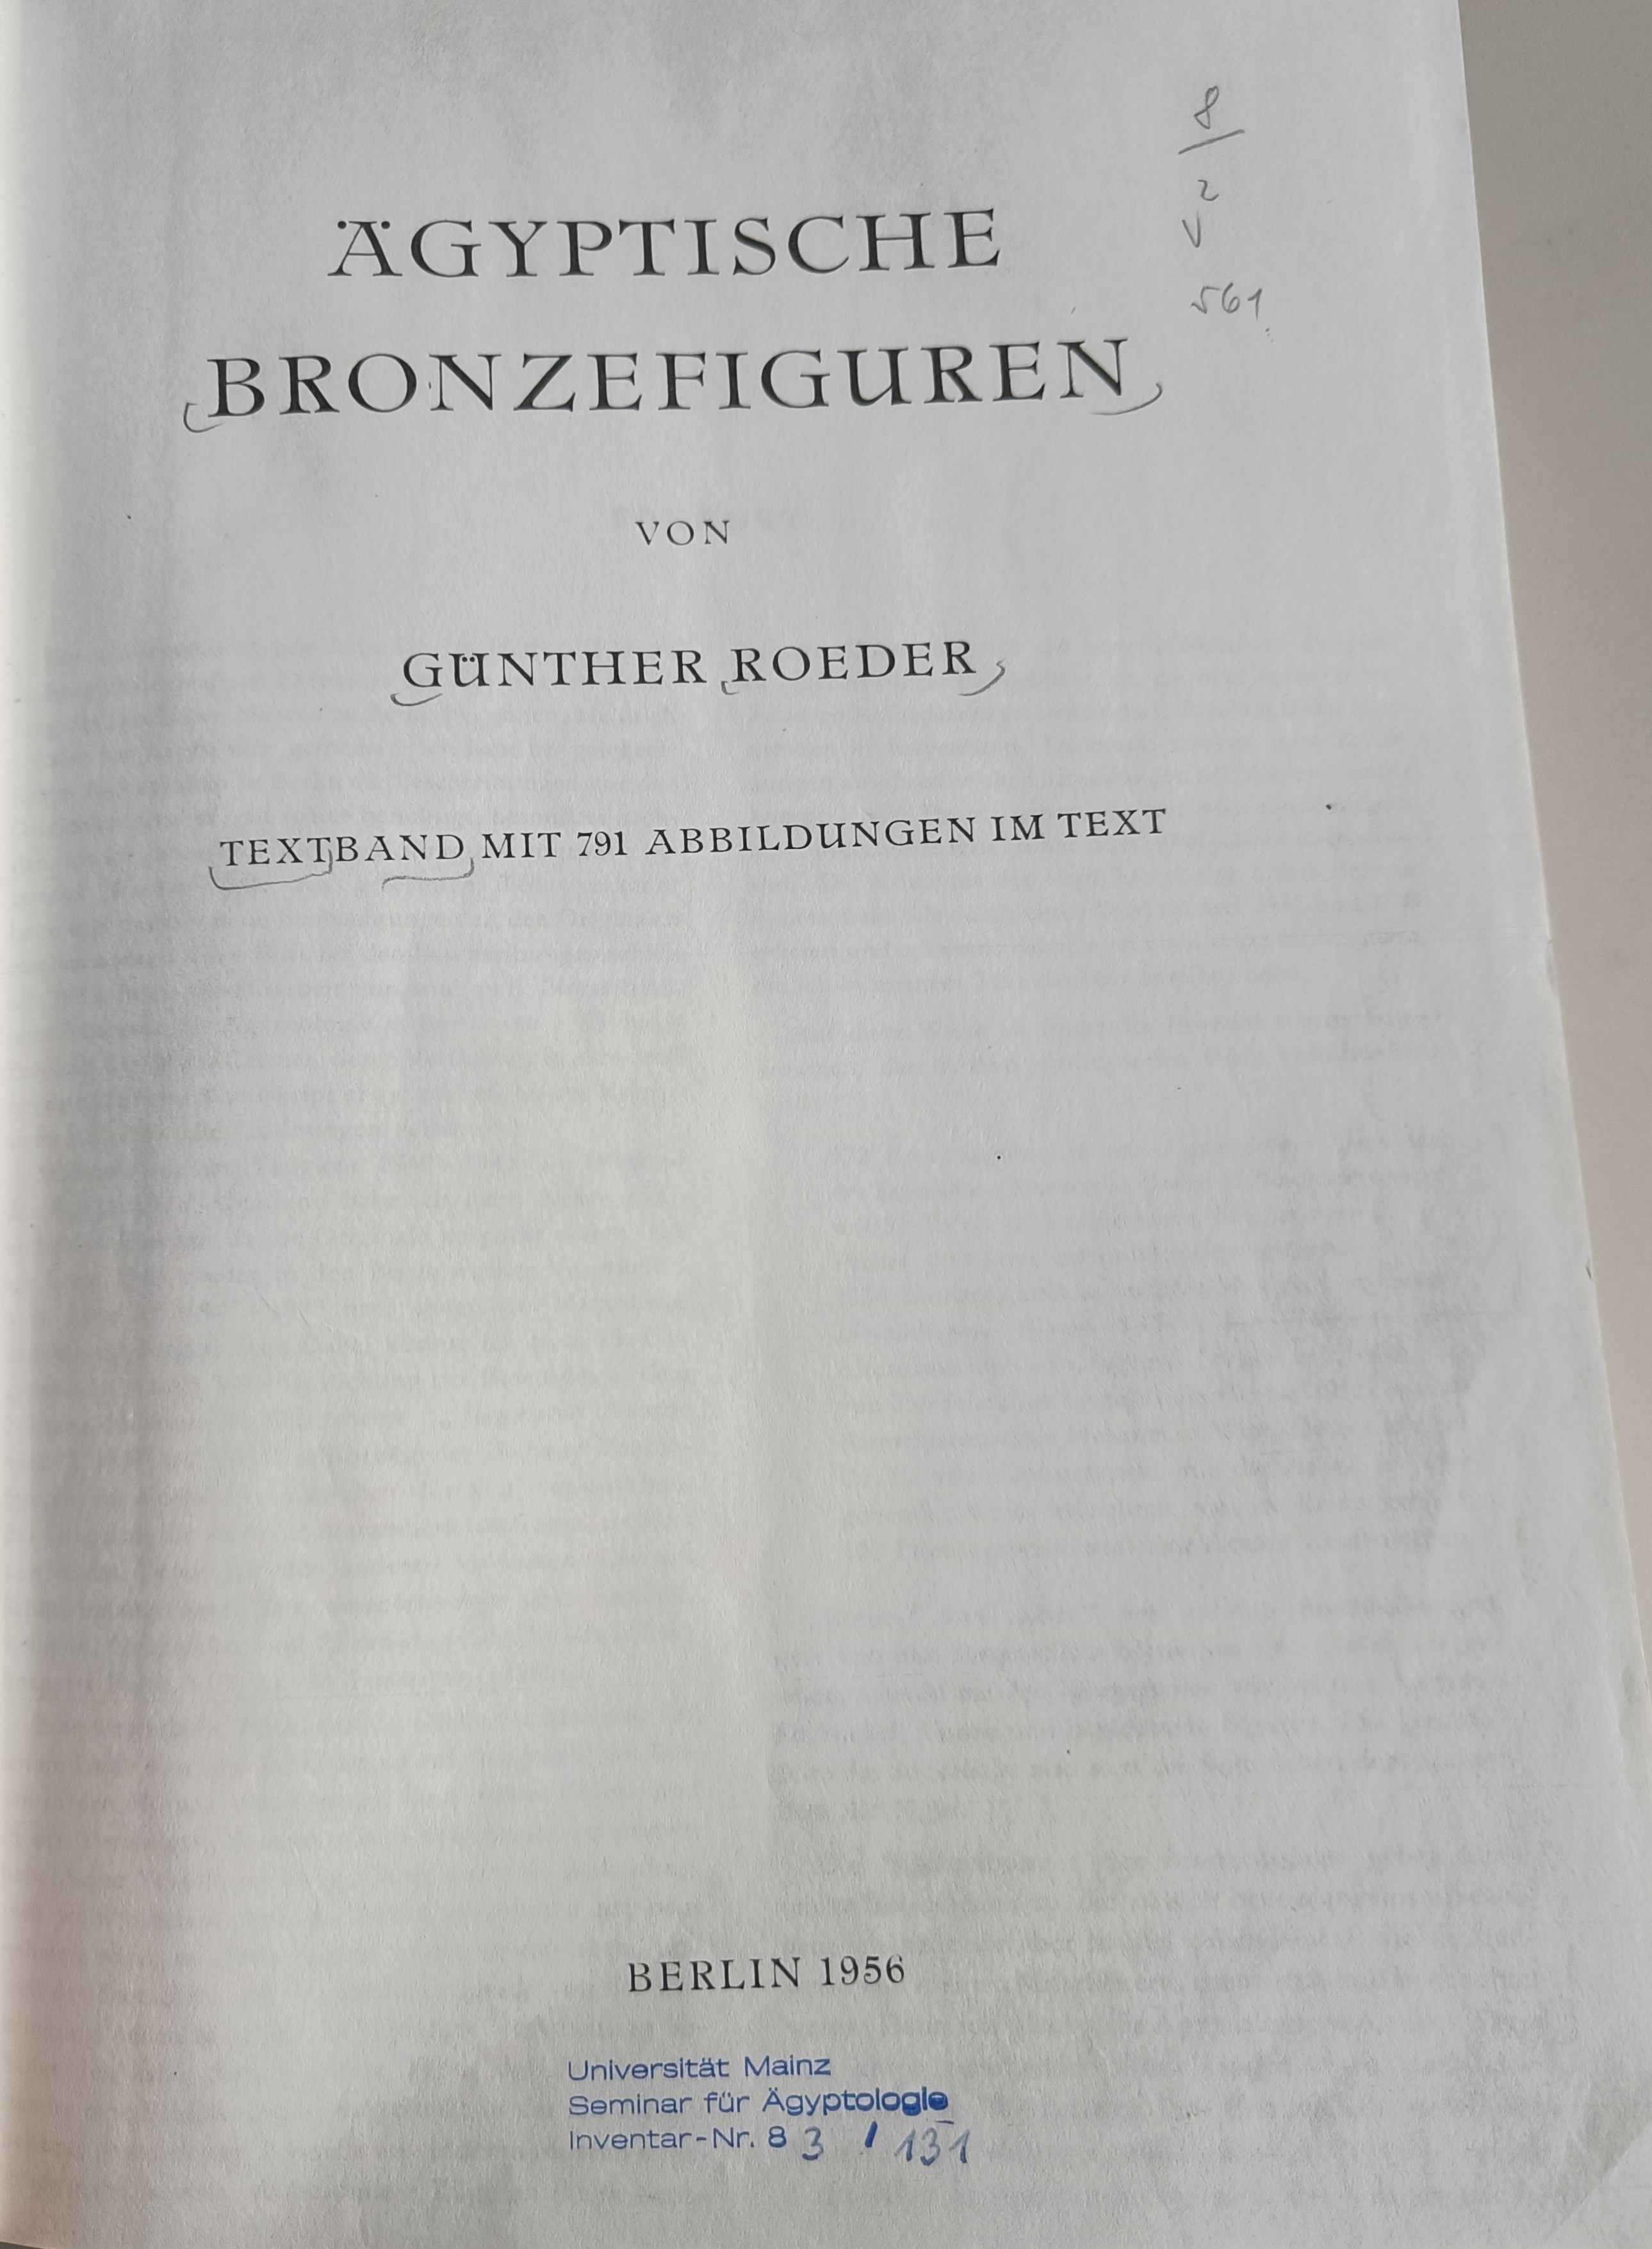 8
2
V
561
ÄGYPTISCHE
BRONZEFIGUREN
VON
GÜNTHER ROEDER
TEXTBAND MIT 791 ABBILDUNGEN IM TEXT
BERLIN 1956
Universität Mainz
Seminar für Ägyptologie
Inventar-Nr. 83 / 131